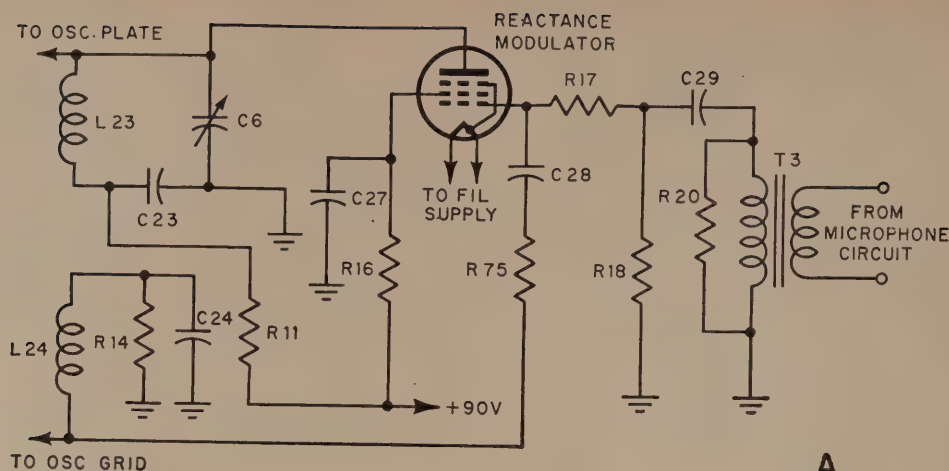 TO OSC. PLATE
REACTANCE
MODULATOR
L23
C6
C23
R17
C29
C27
TO FIL
SUPPLY
C28
T3
R20
FROM
MICROPHONE
CIRCUIT
R16
R75
R18
L24
R14
C24
R11
+90V
TO OSC GRID
A